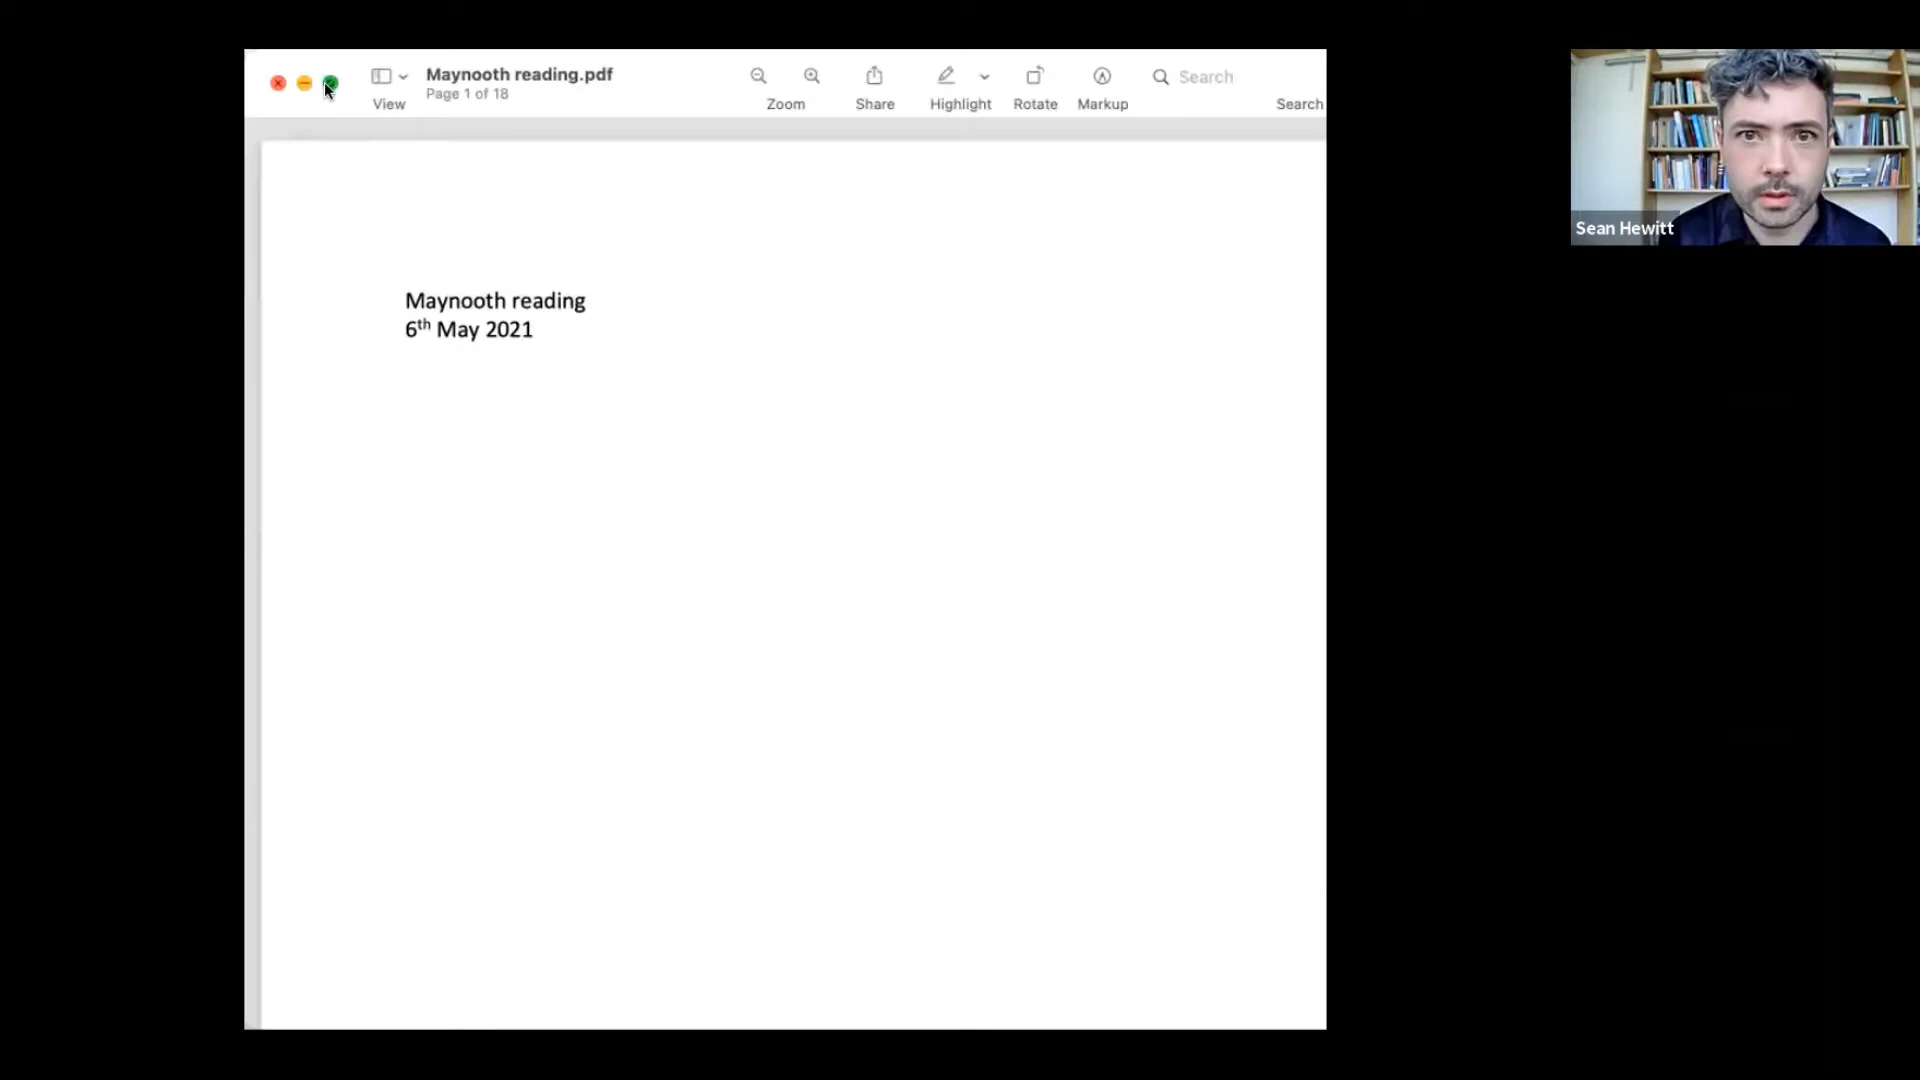 Maynooth reading.pdf
Page 1 of 18
View
Zoom
Share
Highlight
Rotate
Markup
Search
Search
Maynooth reading
6th May 2021
Sean Hewitt